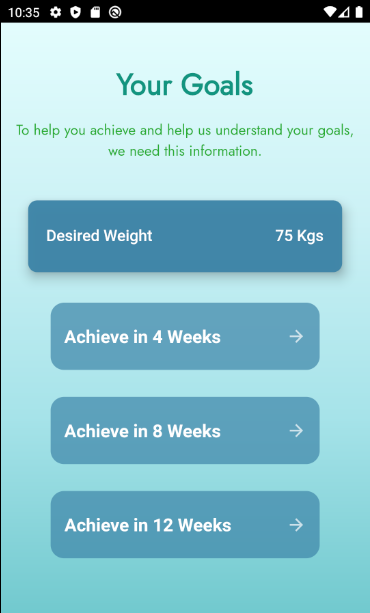 10:35
Your Goals
To help you achieve and help us understand your goals,
we need this information.
Desired Weight 75 Kgs
Achieve in 4 Weeks
Achieve in 8 Weeks
Achieve in 12 Weeks